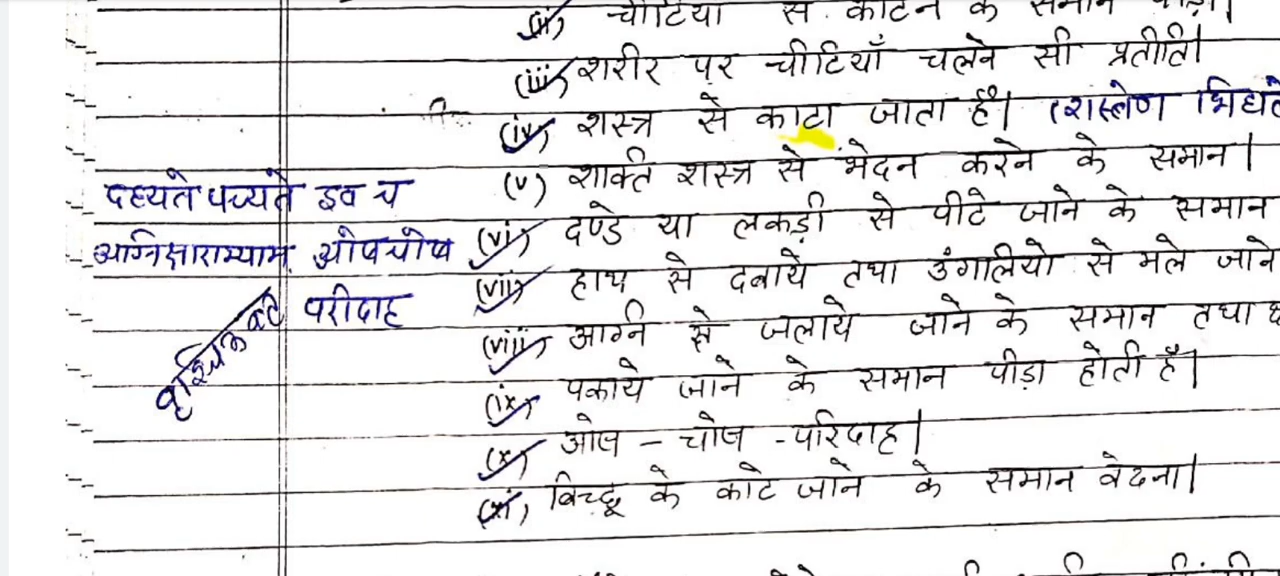 (ii) चीटियो से काटने के समान पीड़ा।
(iii) शरीर पर चीटियाँ चलने सी प्रतीति।
(iv) शस्त्र से काटा जाता है। (शस्त्रेण भिद्यते
(v) शक्ति शस्त्र से भेदन करने के समान।
दह्यते पच्यते इव च
(vi) दण्डे या लकड़ी से पीटे जाने के समान
अग्निक्षाराभ्याम् ओषचोष
(vii) हाथ से दबाये तथा उंगलियो से मले जाने
परीदाह
(viii) अग्नि से जलाये जाने के समान तथा
वृश्चिक
(ix) पकाये जाने के समान पीड़ा होती है।
(x) ओष - चोष - परिदाह।
(xi) बिच्छू के काटे जाने के समान वेदना।